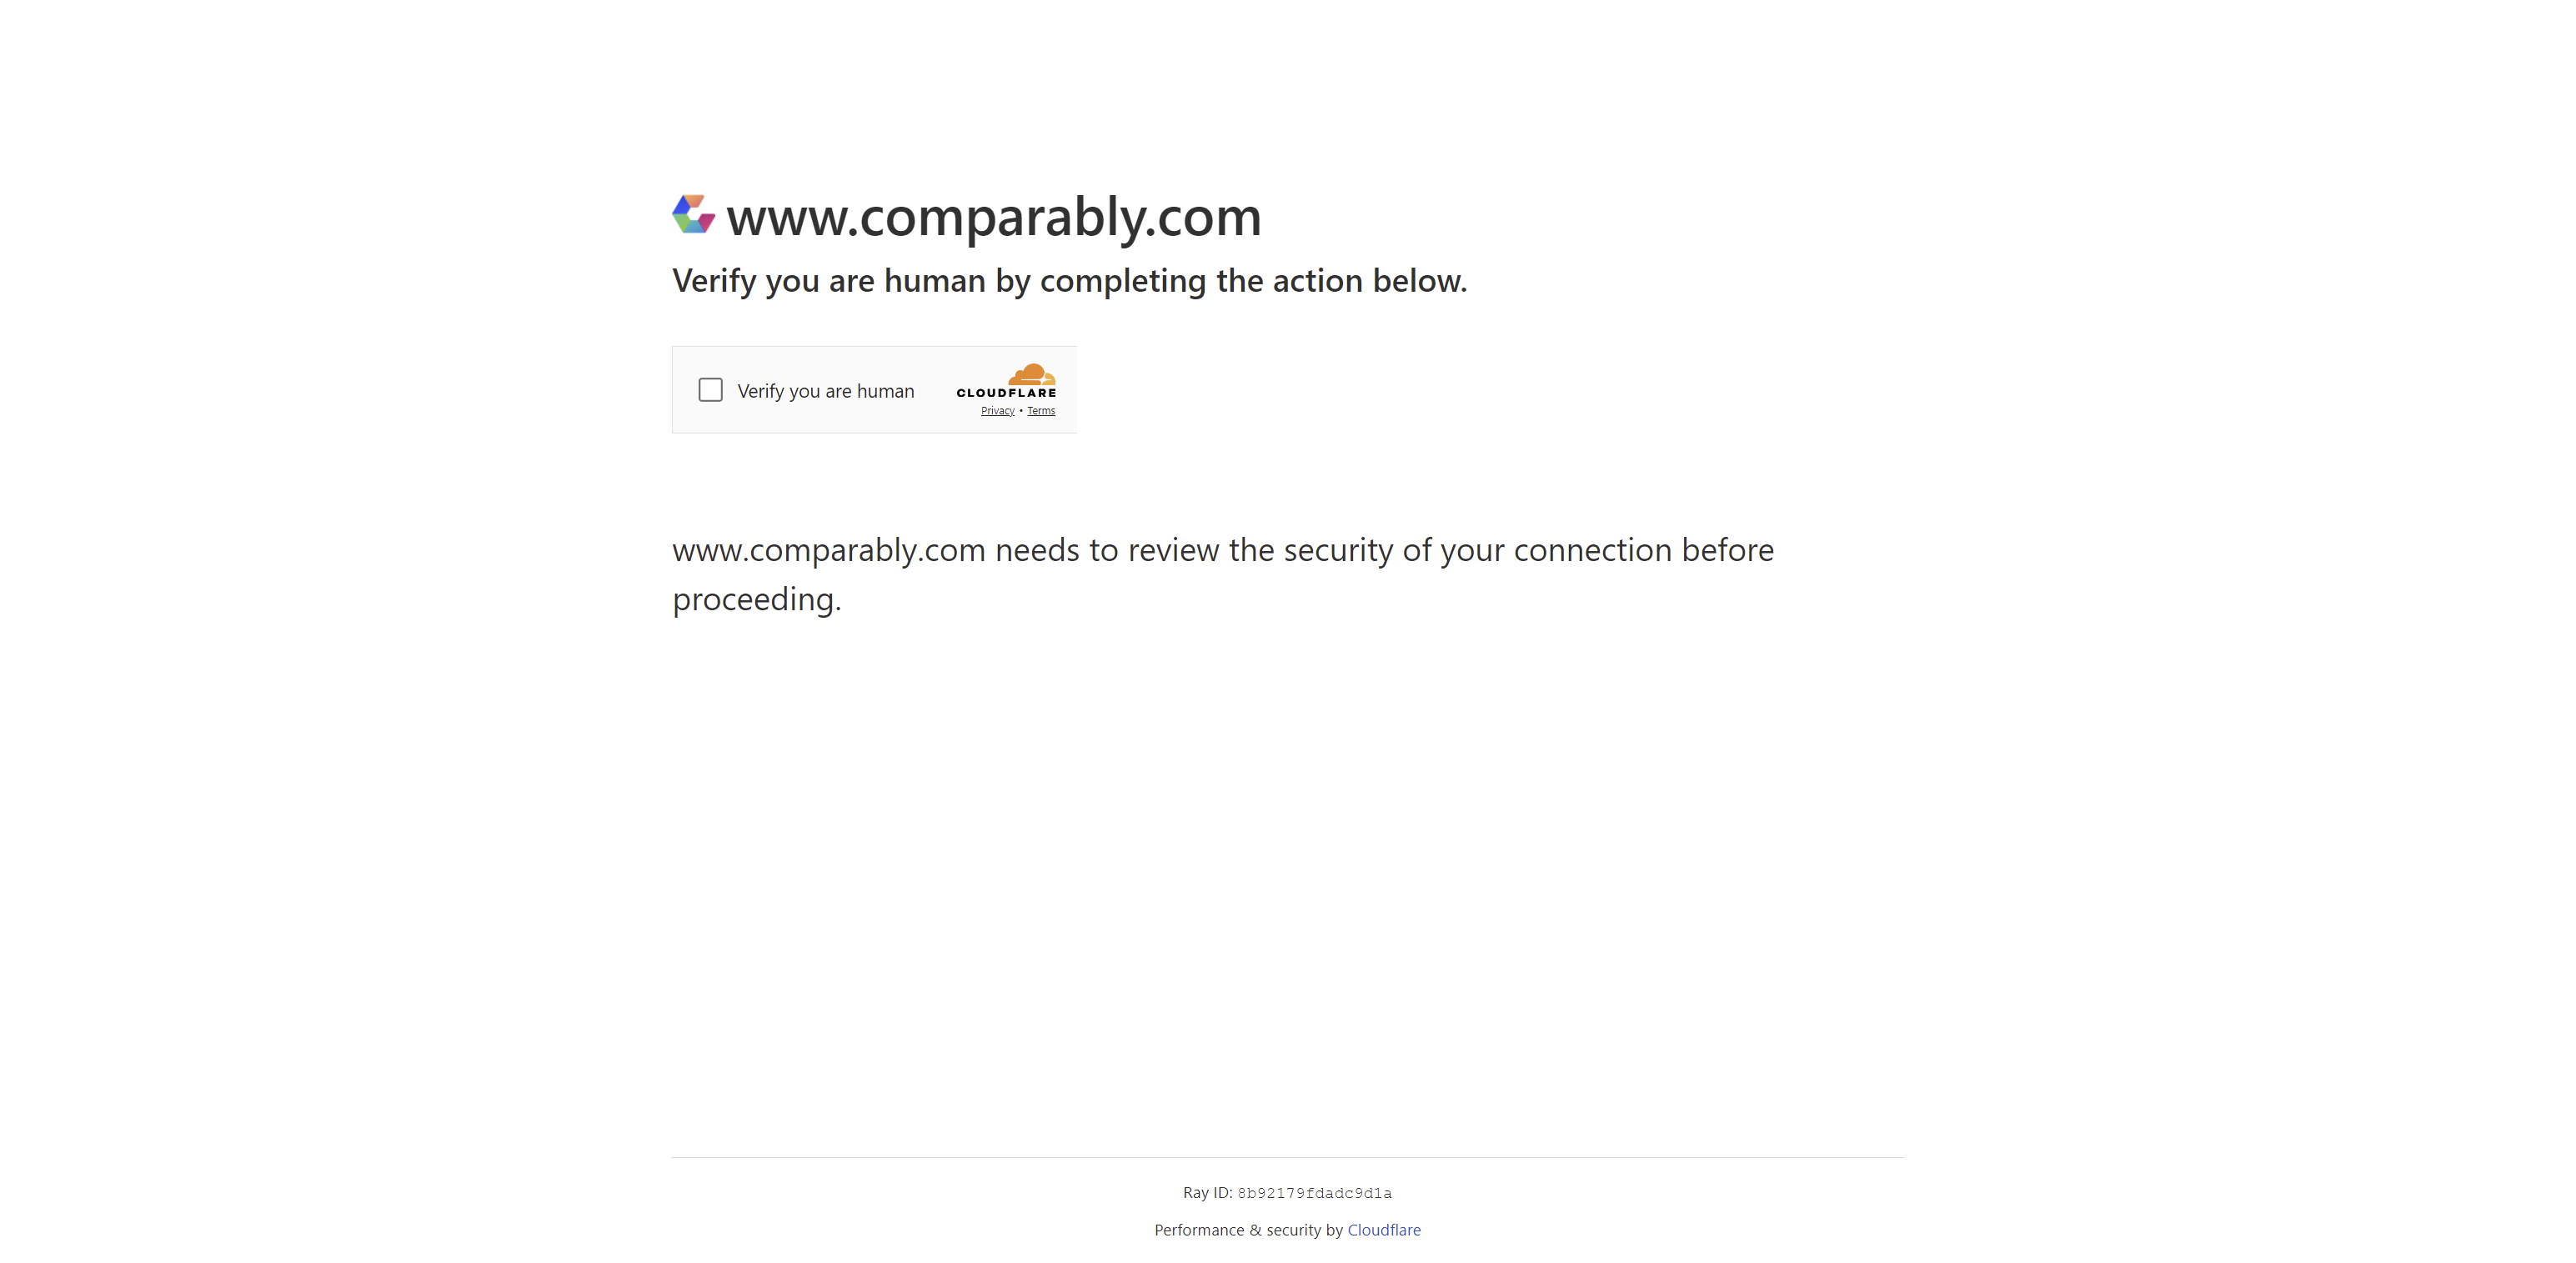 www.comparably.com
Verify you are human by completing the action below.
Verify you are human
CLOUDFLARE
Privacy • Terms
www.comparably.com needs to review the security of your connection before
proceeding.
Ray ID: 8b92179fdadc9d1a
Performance & security by Cloudflare